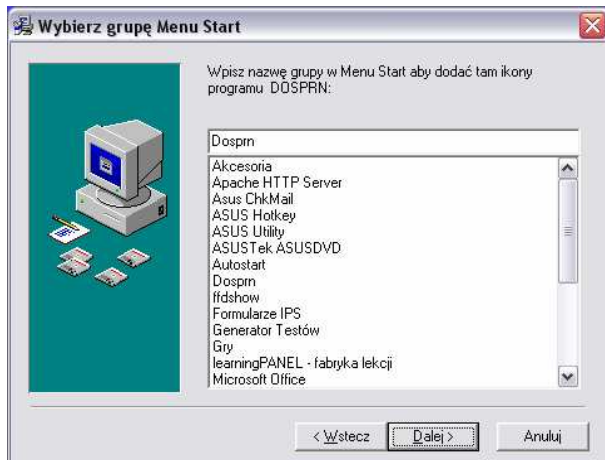 Wybierz grupę Menu Start
Wpisz nazwę grupy w Menu Start aby dodać tam ikony
programu DOSPRN:
Dosprn
Akcesoria
Apache HTTP Server
Asus ChkMail
ASUS Hotkey
ASUS Utility
ASUSTek ASUSDVD
Autostart
Dosprn
ffdshow
Formularze IPS
Generator Testów
Gry
learningPANEL - fabryka lekcji
Microsoft Office
< Wstecz Dalej > Anuluj